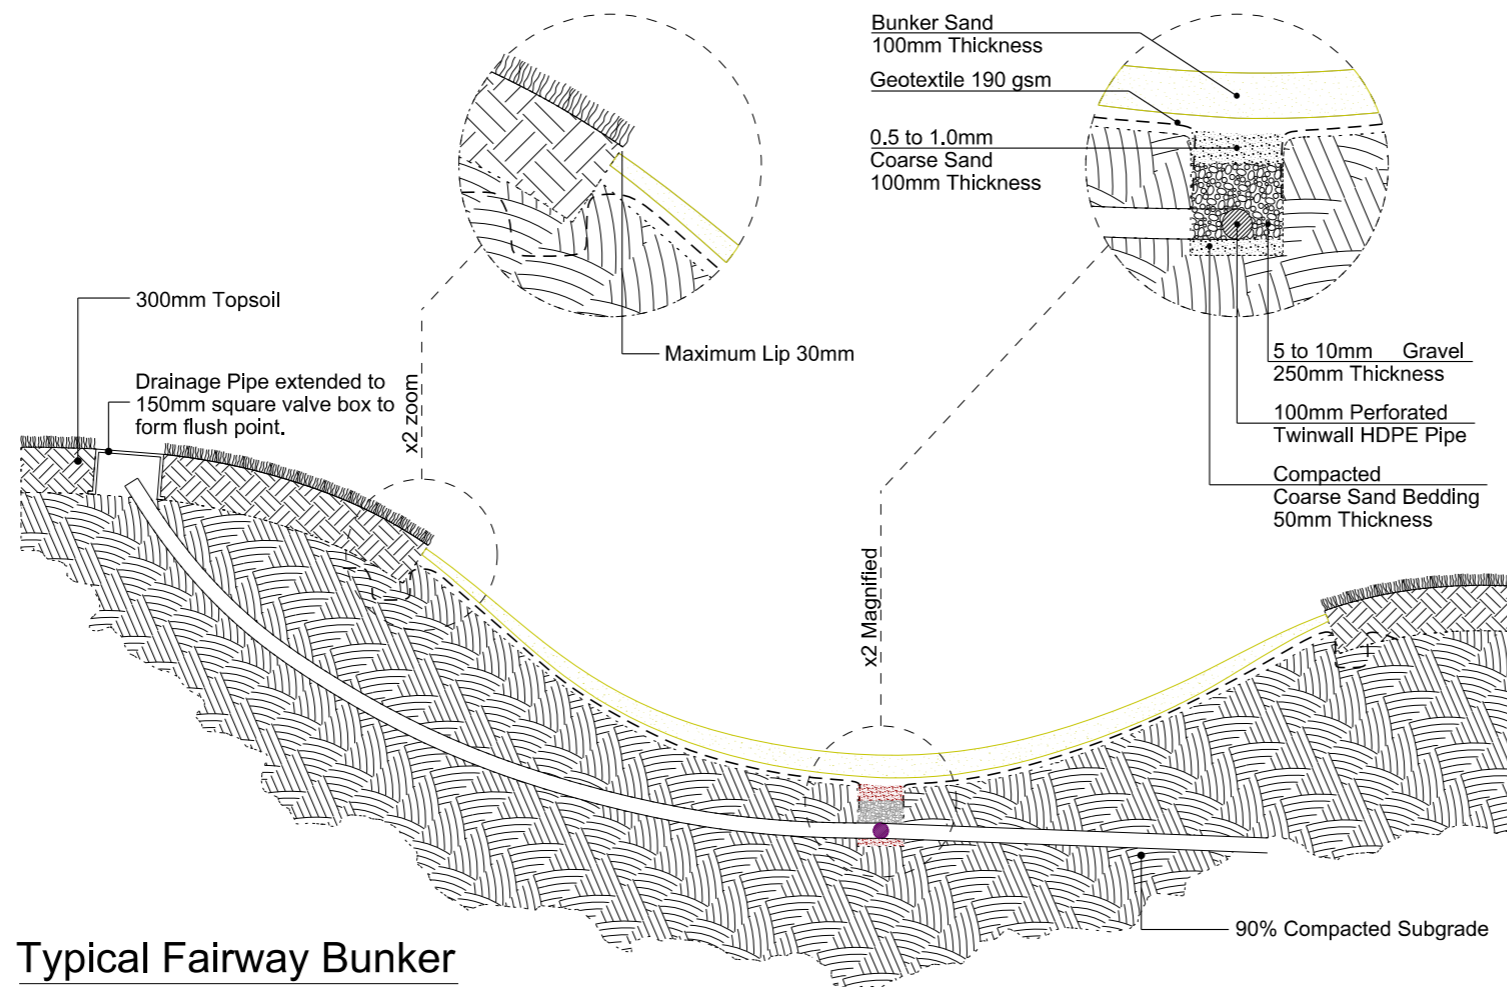 Bunker Sand
100mm Thickness
Geotextile 190 gsm
0.5 to 1.0mm
Coarse Sand
100mm Thickness
300mm Topsoil
Maximum Lip 30mm
Drainage Pipe extended to
150mm square valve box to
form flush point.
x2 zoom
5 to 10mm Gravel
250mm Thickness
100mm Perforated
Twinwall HDPE Pipe
Compacted
Coarse Sand Bedding
50mm Thickness
x2 Magnified
90% Compacted Subgrade
Typical Fairway Bunker